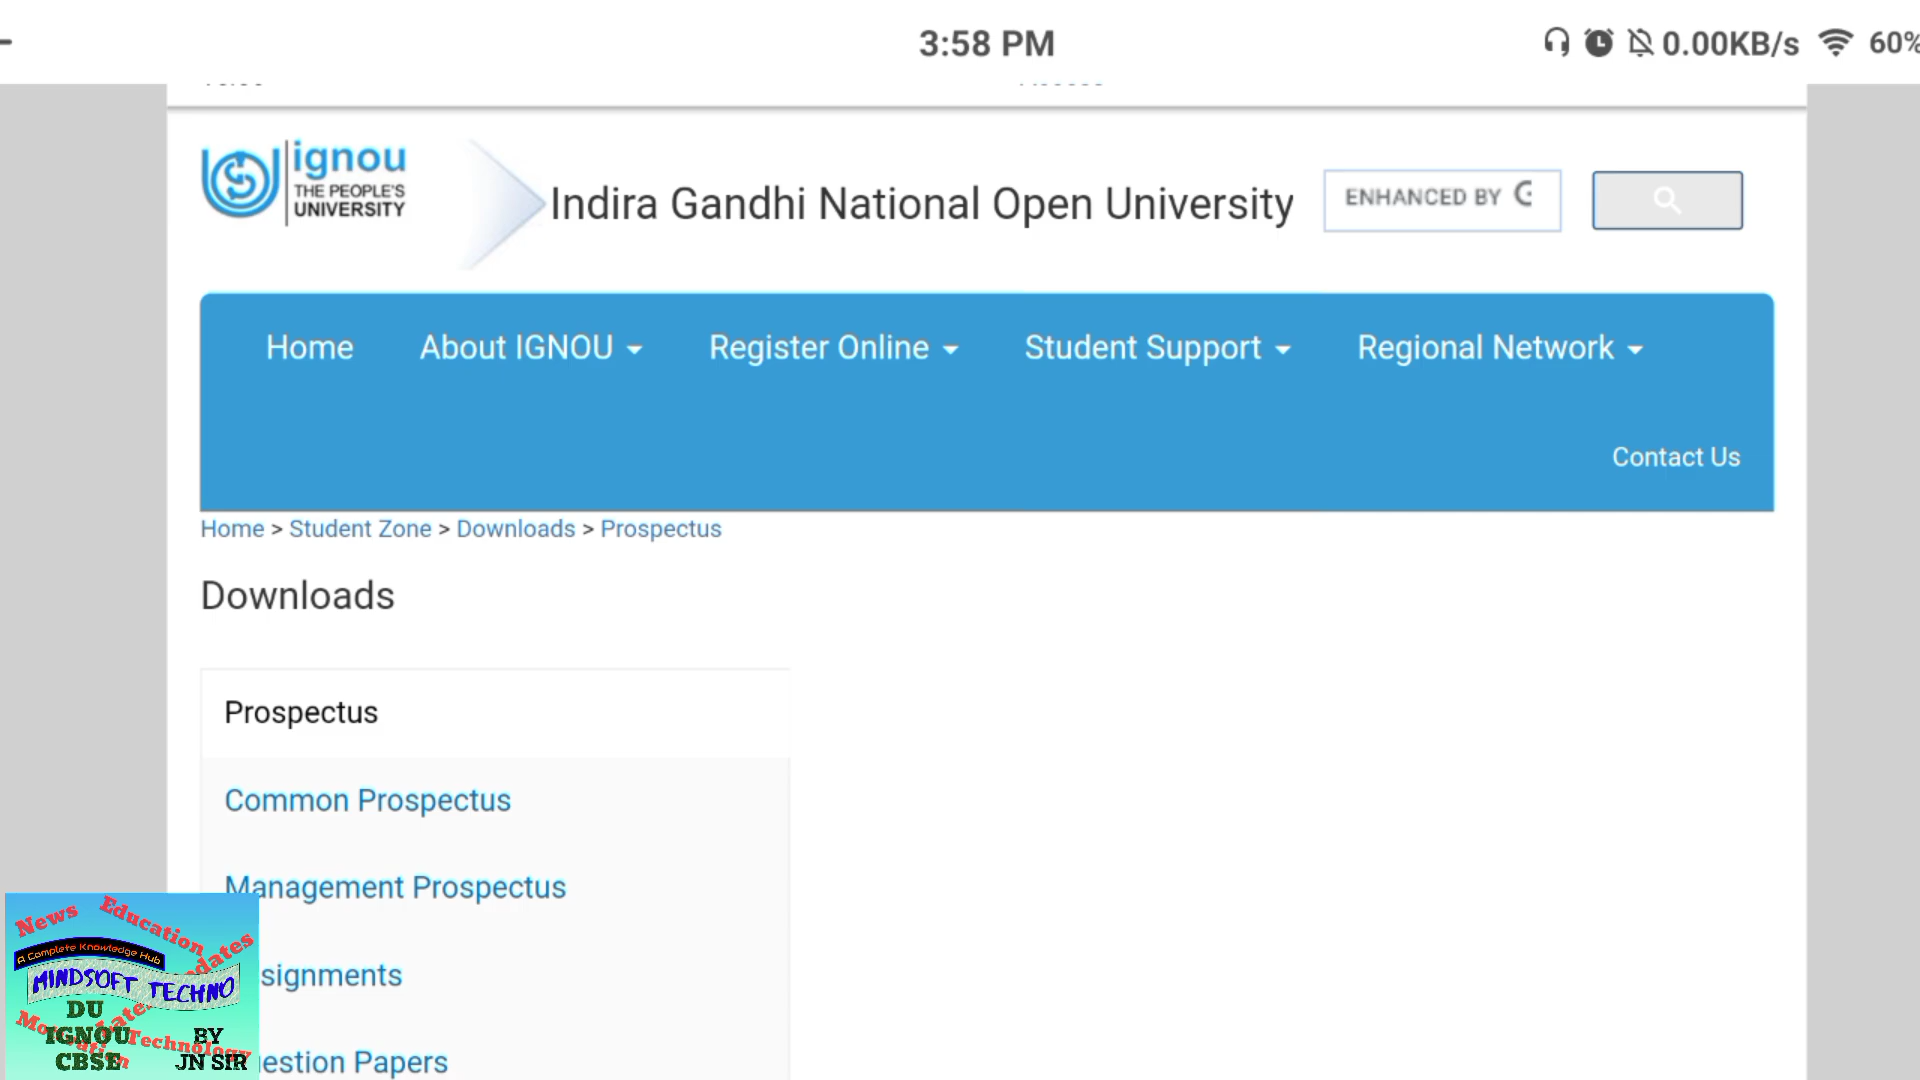 3:58 PM 0.00KB/s 60%
ignou
THE PEOPLE'S
UNIVERSITY
Indira Gandhi National Open University
ENHANCED BY G
Home About IGNOU Register Online Student Support Regional Network
Contact Us
Home > Student Zone > Downloads > Prospectus
Downloads
Prospectus
Common Prospectus
Management Prospectus
signments
estion Papers
News Education
dates
A Complete Knowledge Hub
MINDSOFT TECHNO
DU
IGNOU
CBSE
Technology
BY
JN SIR